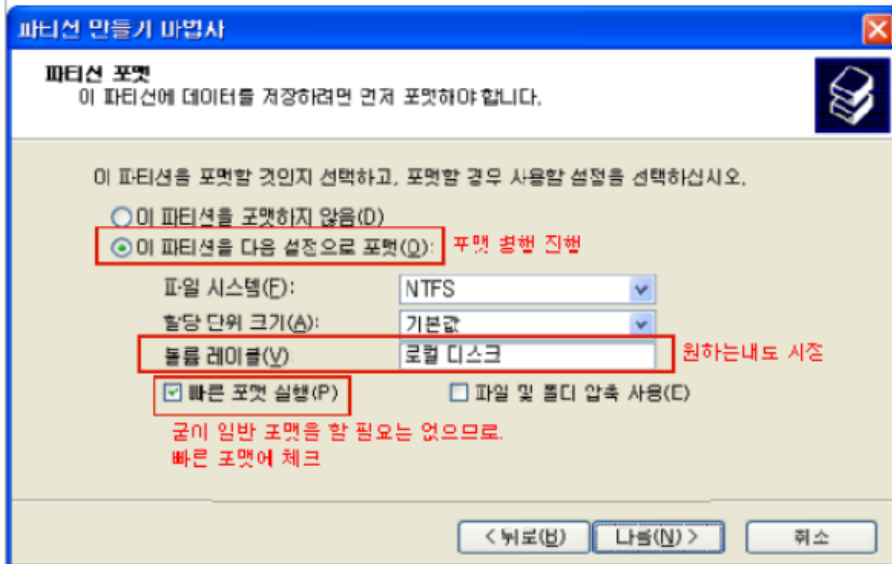 파티션 만들기 마법사
파티션 포맷
이 파티션에 데이터를 저장하려면 먼저 포맷해야 합니다.
이 파티션을 포맷할 것인지 선택하고, 포맷할 경우 사용할 설정을 선택하십시오.
이 파티션을 포맷하지 않음(D)
이 파티션을 다음 설정으로 포맷(O): 포맷 병행 진행
파일 시스템(F): NTFS
할당 단위 크기(A): 기본값
볼륨 레이블(V) 로컬 디스크 원하는내도 시정
빠른 포맷 실행(P) 파일 및 폴더 압축 사용(E)
굳이 일반 포맷을 할 필요는 없으므로.
빠른 포맷에 체크
< 뒤로(B) 다음(N) > 취소